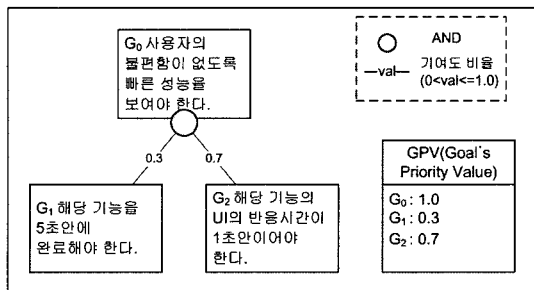 G₀ 사용자의
불편함이 없도록
빠른 성능을
보여야 한다.
AND
val
기여도 비율
(0<val<=1.0)
0.3
0.7
G₁ 해당 기능을
5초안에
완료해야 한다.
G₂ 해당 기능의
UI의 반응시간이
1초안이어야
한다.
GPV(Goal's
Priority Value)
G₀: 1.0
G₁: 0.3
G₂: 0.7